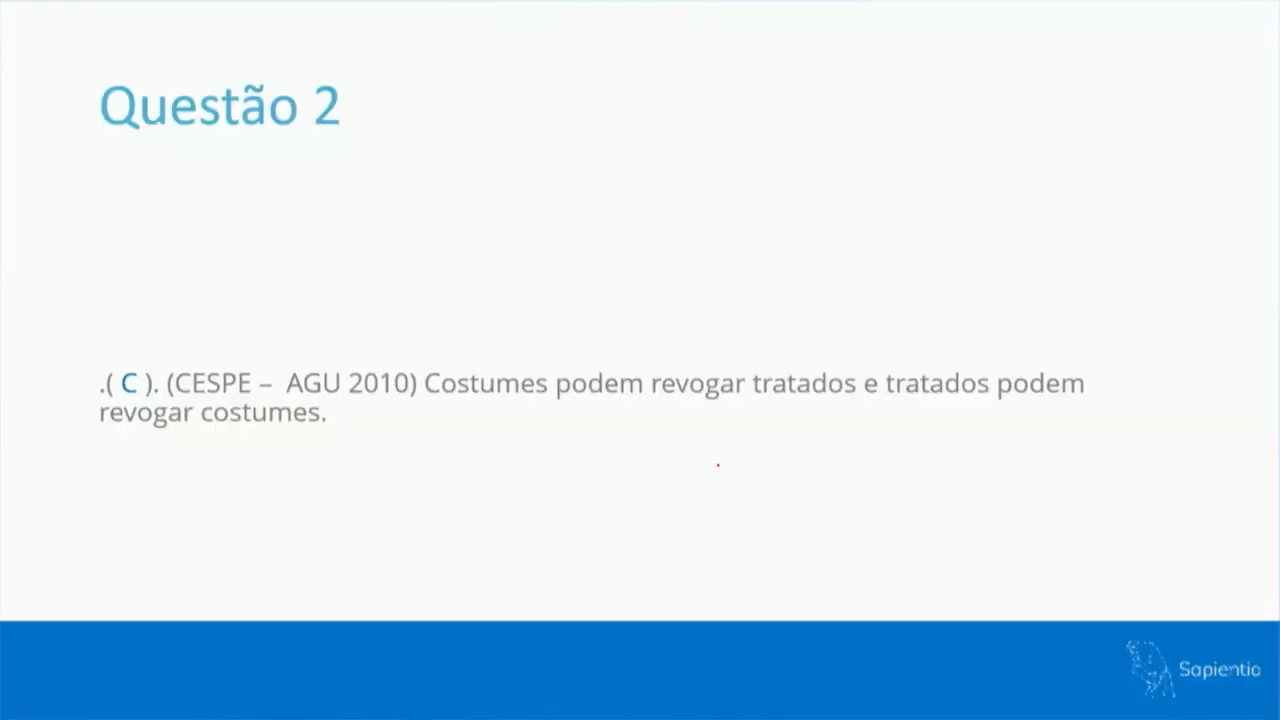 Questão 2
.( C ). (CESPE – AGU 2010) Costumes podem revogar tratados e tratados podem
revogar costumes.
Sapientia